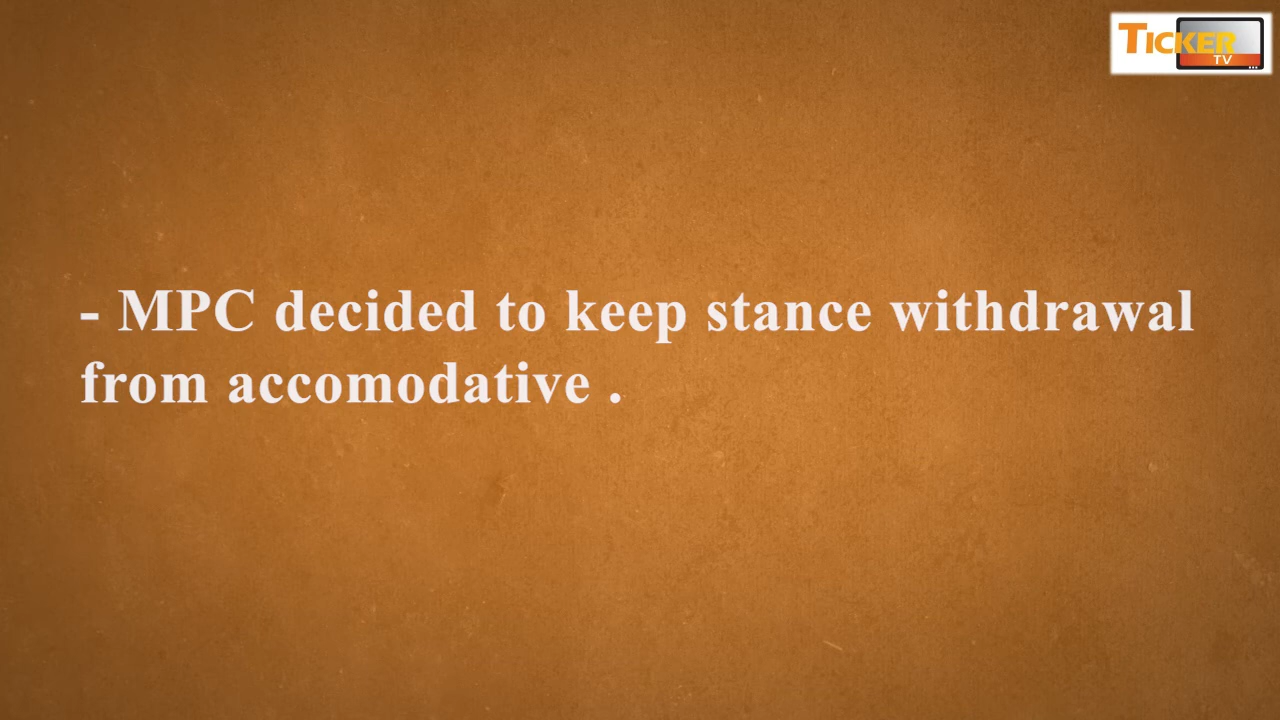 TICKER
TV
- MPC decided to keep stance withdrawal
from accomodative .